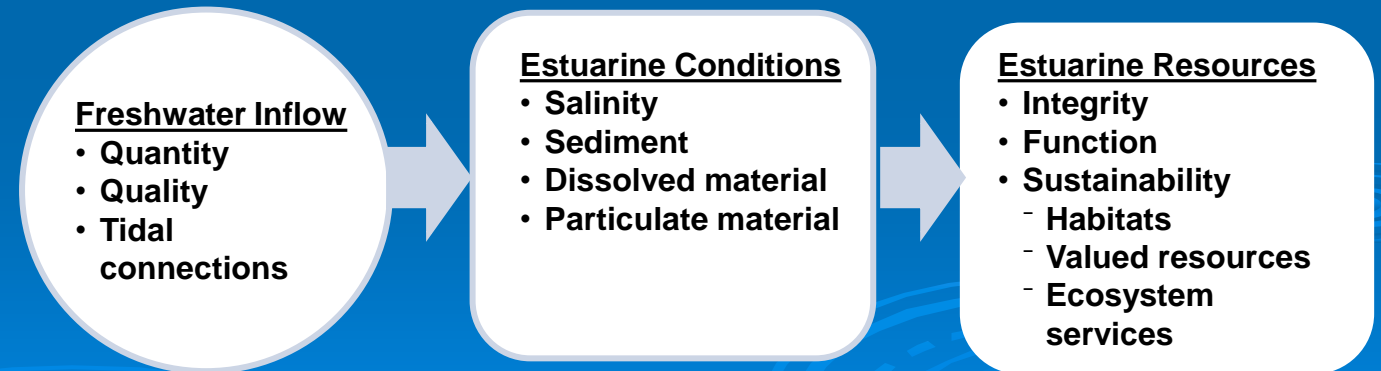 Freshwater Inflow
• Quantity
• Quality
• Tidal
connections
Estuarine Conditions
• Salinity
• Sediment
• Dissolved material
• Particulate material
Estuarine Resources
• Integrity
• Function
• Sustainability
⁻ Habitats
⁻ Valued resources
⁻ Ecosystem
services